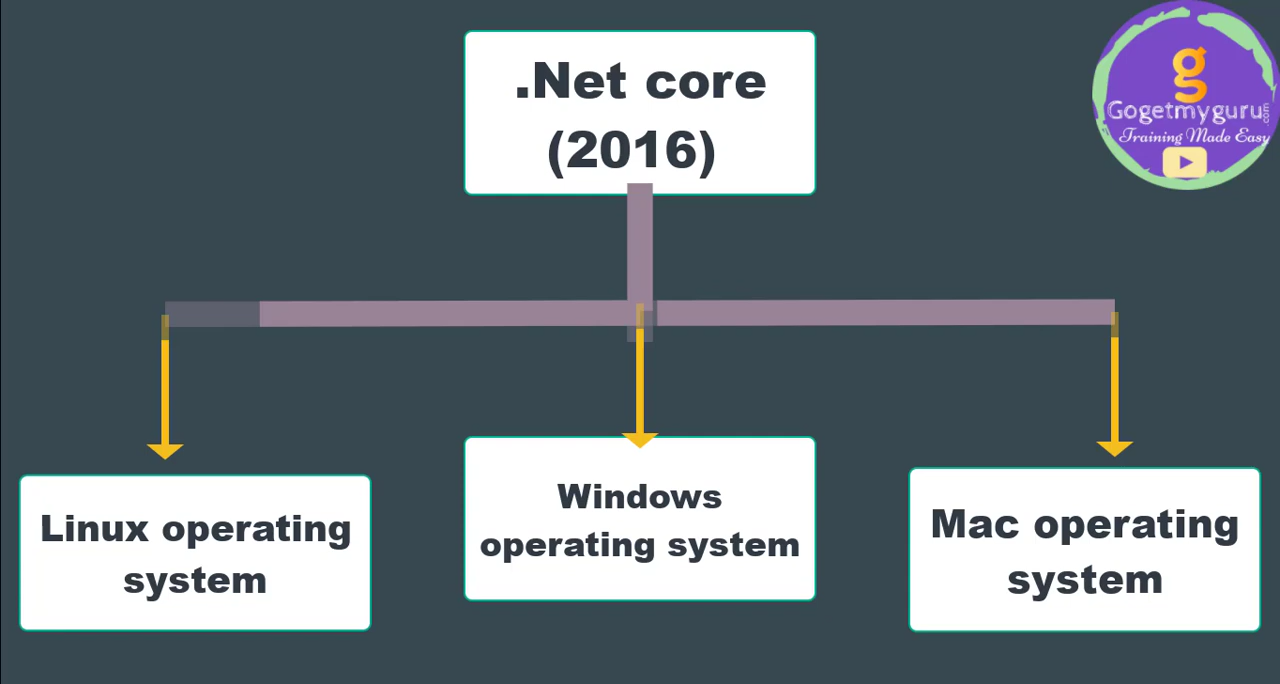 .Net core
(2016)
g
Gogetmyguru.com
Training Made Easy
Linux operating
system
Windows
operating system
Mac operating
system